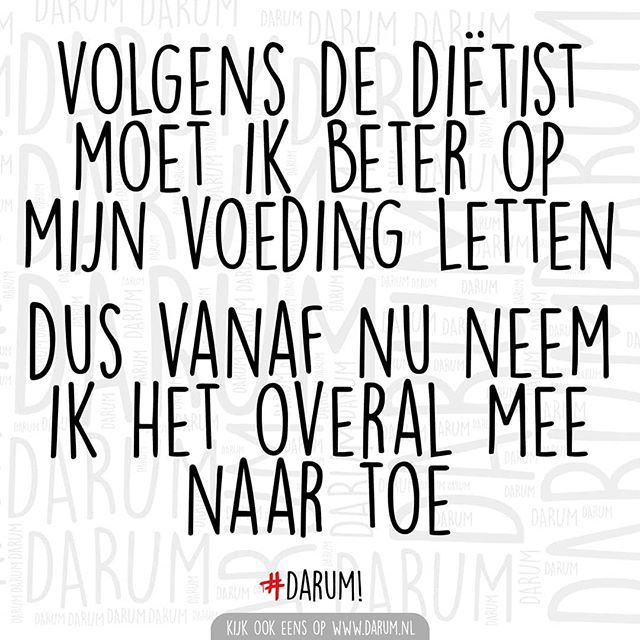 VOLGENS DE DIËTIST
MOET IK BETER OP
MIJN VOEDING LETTEN
DUS VANAF NU NEEM
IK HET OVERAL MEE
NAAR TOE
#DARUM!
KIJK OOK EENS OP WWW.DARUM.NL